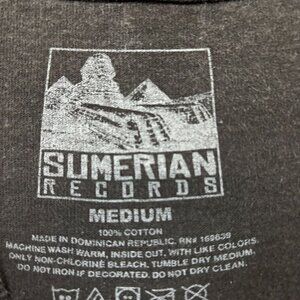 SUMERIAN
RECORDS
MEDIUM
100% COTTON
MADE IN DOMINICAN REPUBLIC, RN# 169639
MACHINE WASH WARM, INSIDE OUT, WITH LIKE COLORS.
ONLY NON-CHLORINE BLEACH. TUMBLE DRY MEDIUM.
DO NOT IRON IF DECORATED. DO NOT DRY CLEAN.